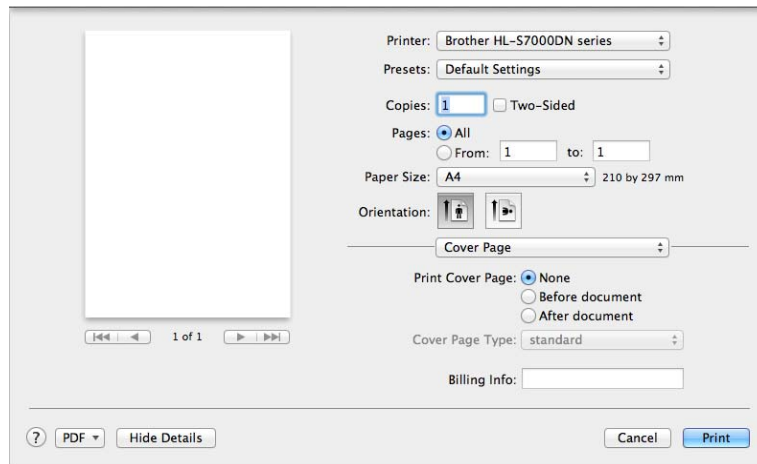 Printer: Brother HL-S7000DN series
Presets: Default Settings
Copies: 1 Two-Sided
Pages: All
From: 1 to: 1
Paper Size: A4 210 by 297 mm
Orientation:
Cover Page
Print Cover Page: None
Before document
After document
1 of 1
Cover Page Type: standard
Billing Info:
? PDF Hide Details Cancel Print